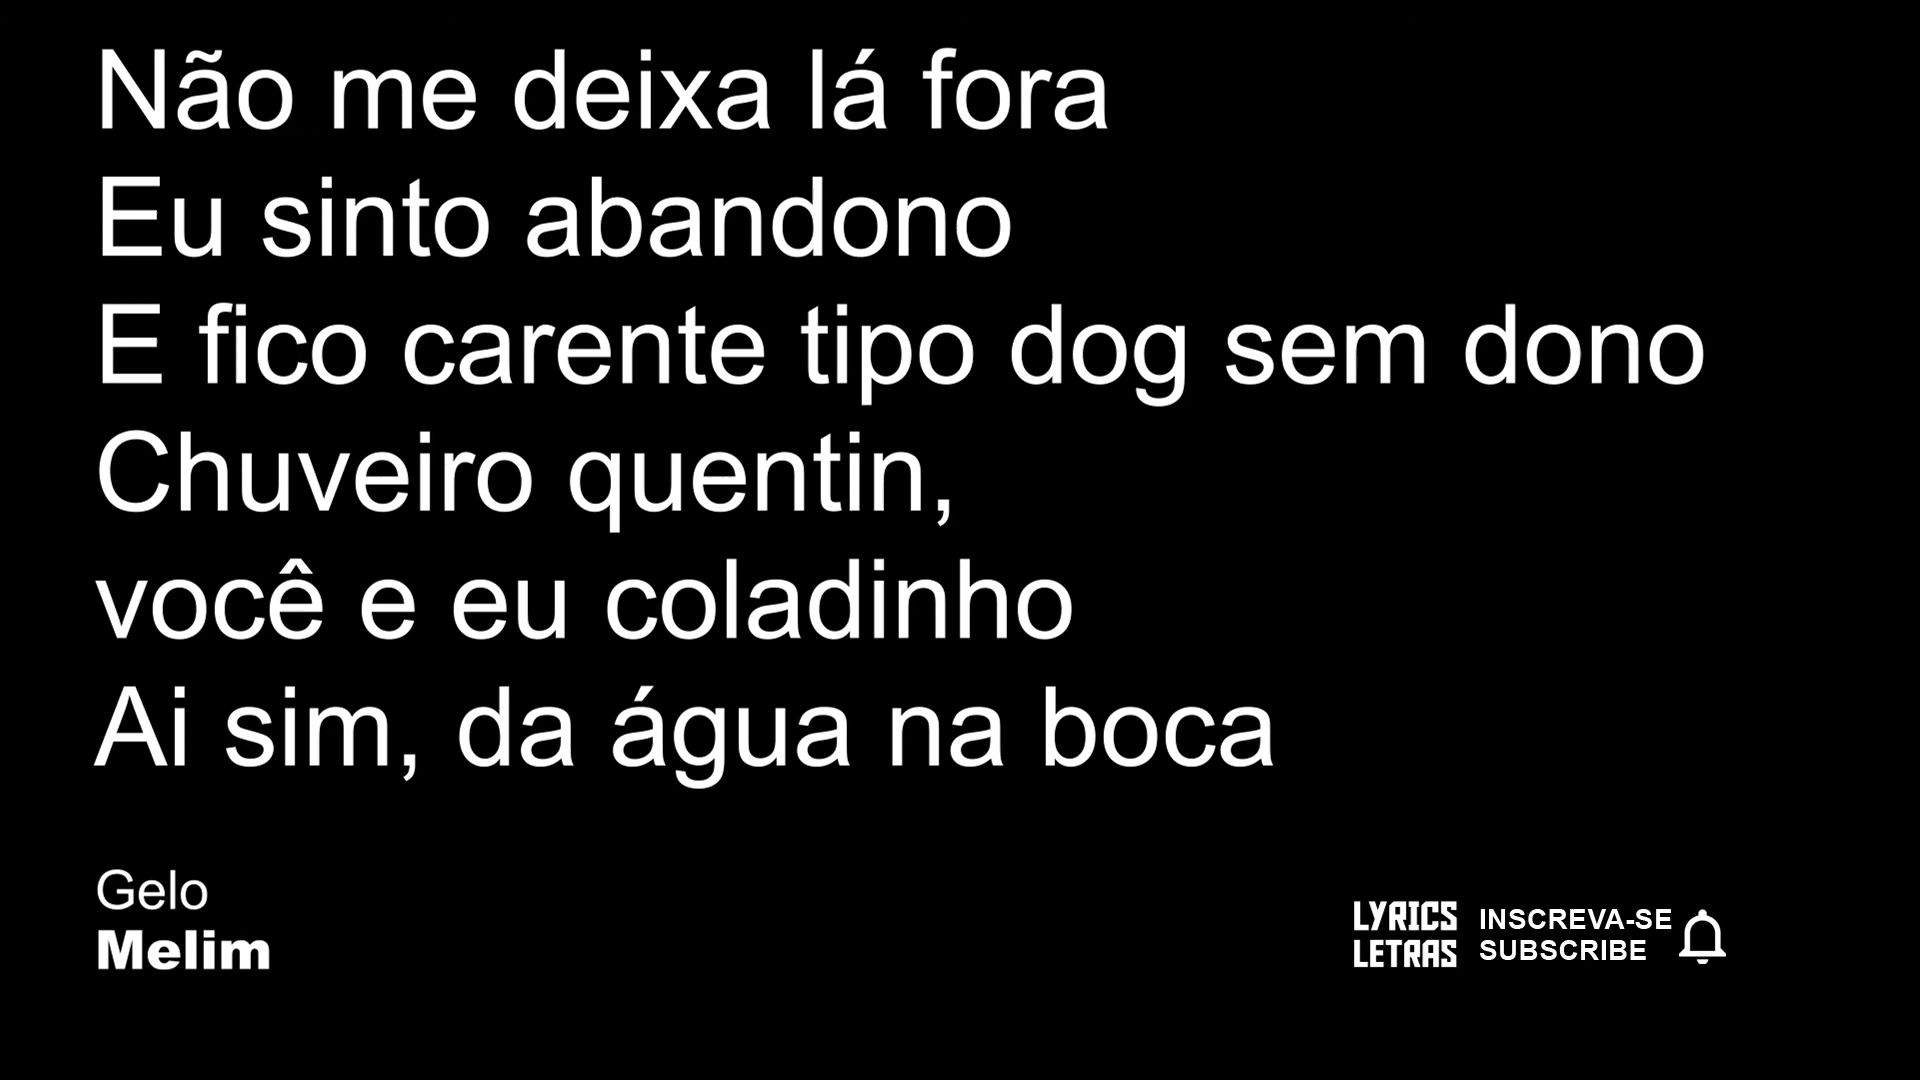 Não me deixa lá fora
Eu sinto abandono
E fico carente tipo dog sem dono
Chuveiro quentin,
você e eu coladinho
Ai sim, da água na boca
Gelo
Melim
LYRICS
LETRAS
INSCREVA-SE
SUBSCRIBE